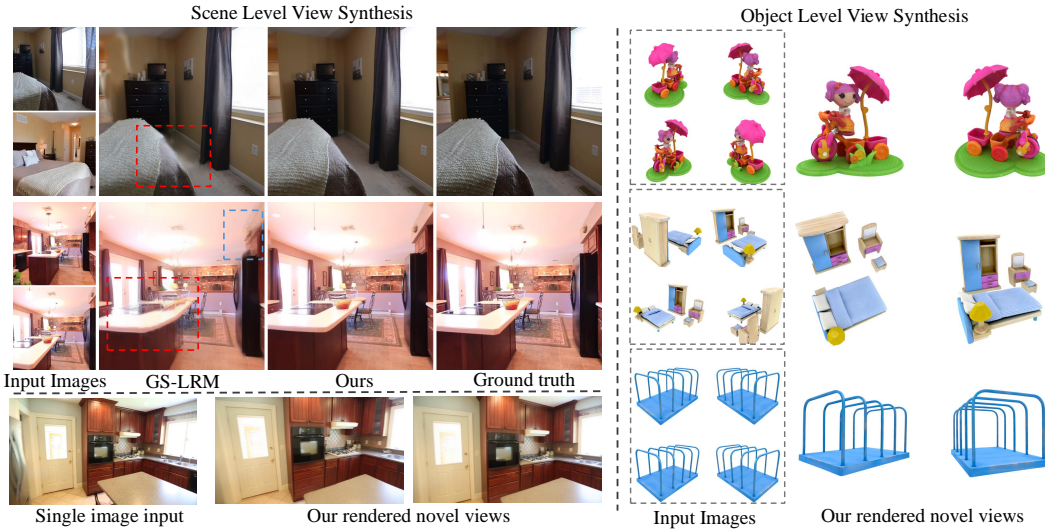 Scene Level View Synthesis
Input Images
GS-LRM
Ours
Ground truth
Single image input
Our rendered novel views
Object Level View Synthesis
Input Images
Our rendered novel views